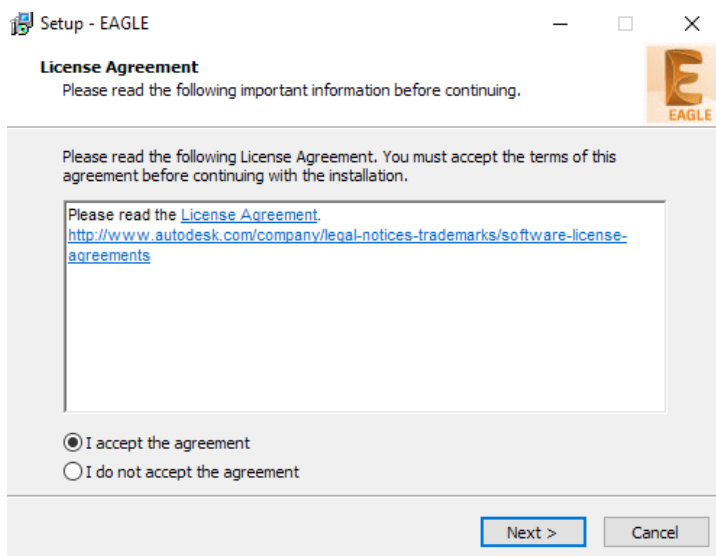 Setup - EAGLE
License Agreement
Please read the following important information before continuing.
EAGLE
Please read the following License Agreement. You must accept the terms of this
agreement before continuing with the installation.
Please read the License Agreement.
http://www.autodesk.com/company/legal-notices-trademarks/software-license-
agreements
I accept the agreement
I do not accept the agreement
Next >
Cancel